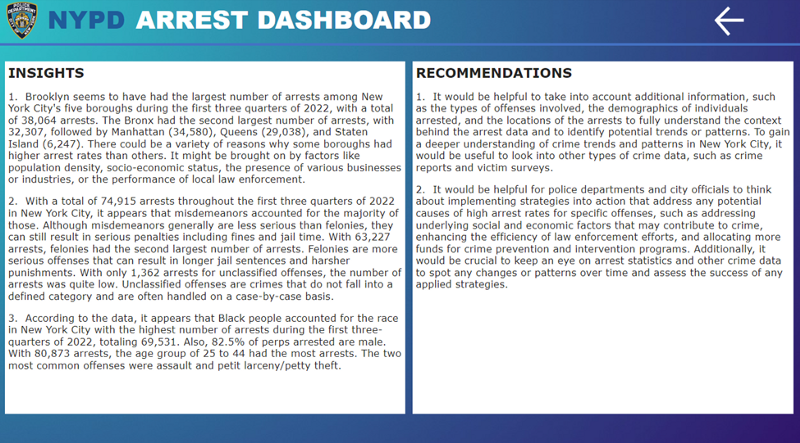 NYPD ARREST DASHBOARD
INSIGHTS
1. Brooklyn seems to have had the largest number of arrests among New
York City's five boroughs during the first three quarters of 2022, with a total
of 38,064 arrests. The Bronx had the second largest number of arrests, with
32,307, followed by Manhattan (34,580), Queens (29,038), and Staten
Island (6,247). There could be a variety of reasons why some boroughs had
higher arrest rates than others. It might be brought on by factors like
population density, socio-economic status, the presence of various businesses
or industries, or the performance of local law enforcement.
2. With a total of 74,915 arrests throughout the first three quarters of 2022
in New York City, it appears that misdemeanors accounted for the majority of
those. Although misdemeanors generally are less serious than felonies, they
can still result in serious penalties including fines and jail time. With 63,227
arrests, felonies had the second largest number of arrests. Felonies are more
serious offenses that can result in longer jail sentences and harsher
punishments. With only 1,362 arrests for unclassified offenses, the number of
arrests was quite low. Unclassified offenses are crimes that do not fall into a
defined category and are often handled on a case-by-case basis.
3. According to the data, it appears that Black people accounted for the race
in New York City with the highest number of arrests during the first three-
quarters of 2022, totaling 69,531. Also, 82.5% of perps arrested are male.
With 80,873 arrests, the age group of 25 to 44 had the most arrests. The two
most common offenses were assault and petit larceny/petty theft.
RECOMMENDATIONS
1. It would be helpful to take into account additional information, such
as the types of offenses involved, the demographics of individuals
arrested, and the locations of the arrests to fully understand the context
behind the arrest data and to identify potential trends or patterns. To gain
a deeper understanding of crime trends and patterns in New York City, it
would be useful to look into other types of crime data, such as crime
reports and victim surveys.
2. It would be helpful for police departments and city officials to think
about implementing strategies into action that address any potential
causes of high arrest rates for specific offenses, such as addressing
underlying social and economic factors that may contribute to crime,
enhancing the efficiency of law enforcement efforts, and allocating more
funds for crime prevention and intervention programs. Additionally, it
would be crucial to keep an eye on arrest statistics and other crime data
to spot any changes or patterns over time and assess the success of any
applied strategies.